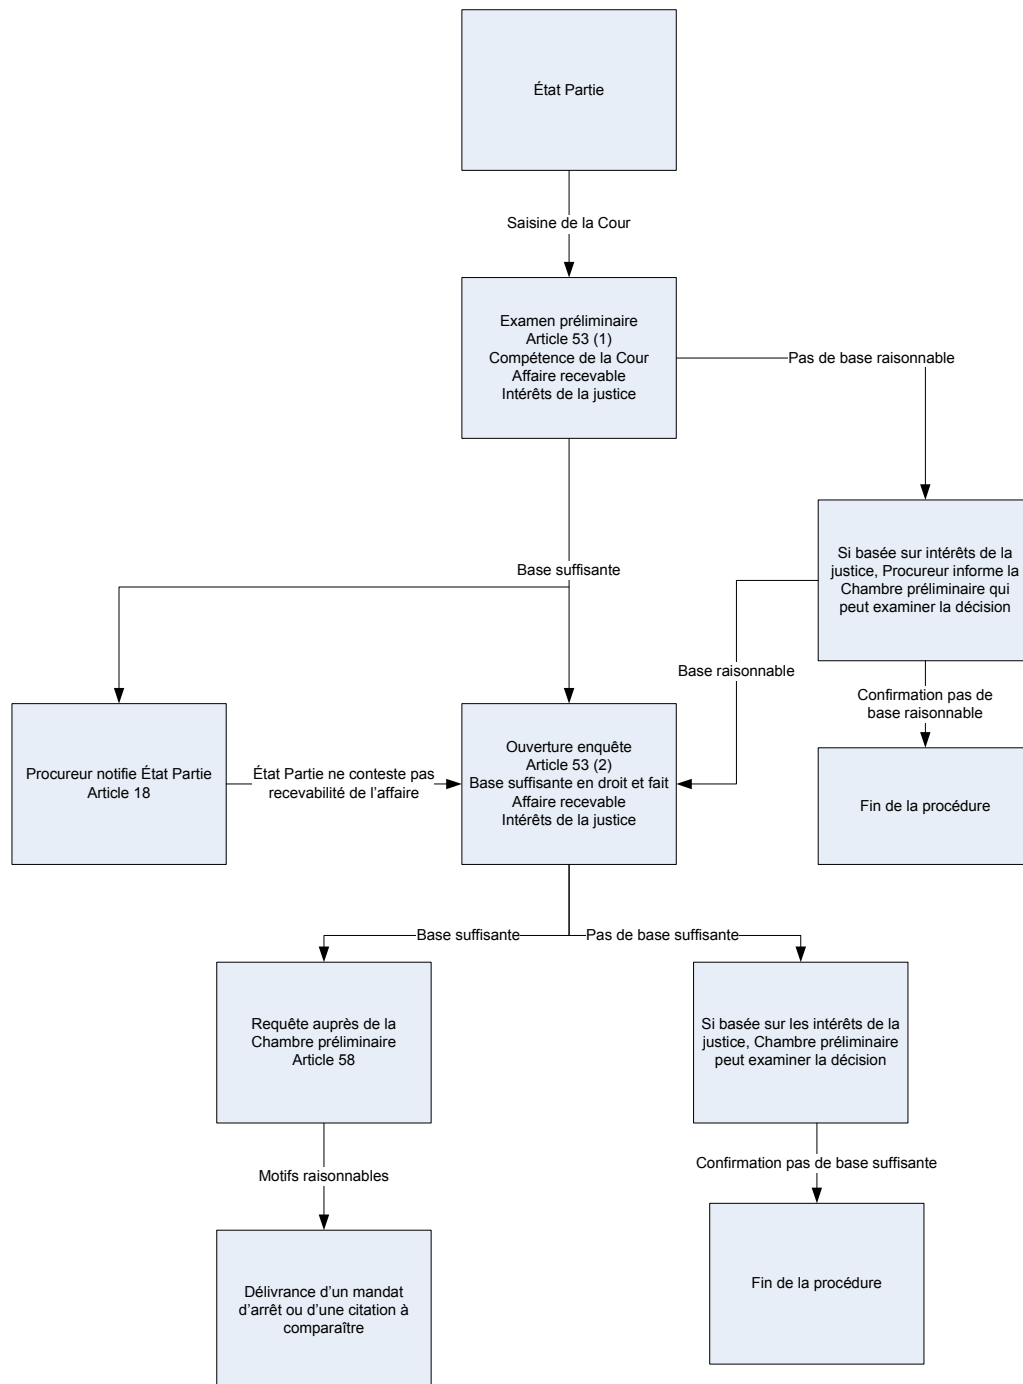 État Partie
Saisine de la Cour
Examen préliminaire
Article 53 (1)
Compétence de la Cour
Affaire recevable
Intérêts de la justice
Pas de base raisonnable
Si basée sur intérêts de la
justice, Procureur informe la
Chambre préliminaire qui
peut examiner la décision
Base suffisante
Base raisonnable
Confirmation pas de
base raisonnable
Procureur notifie État Partie
Article 18
État Partie ne conteste pas
recevabilité de l’affaire
Ouverture enquête
Article 53 (2)
Base suffisante en droit et fait
Affaire recevable
Intérêts de la justice
Fin de la procédure
Base suffisante
Pas de base suffisante
Requête auprès de la
Chambre préliminaire
Article 58
Si basée sur les intérêts de la
justice, Chambre préliminaire
peut examiner la décision
Motifs raisonnables
Confirmation pas de base suffisante
Délivrance d’un mandat
d’arrêt ou d’une citation à
comparaître
Fin de la procédure